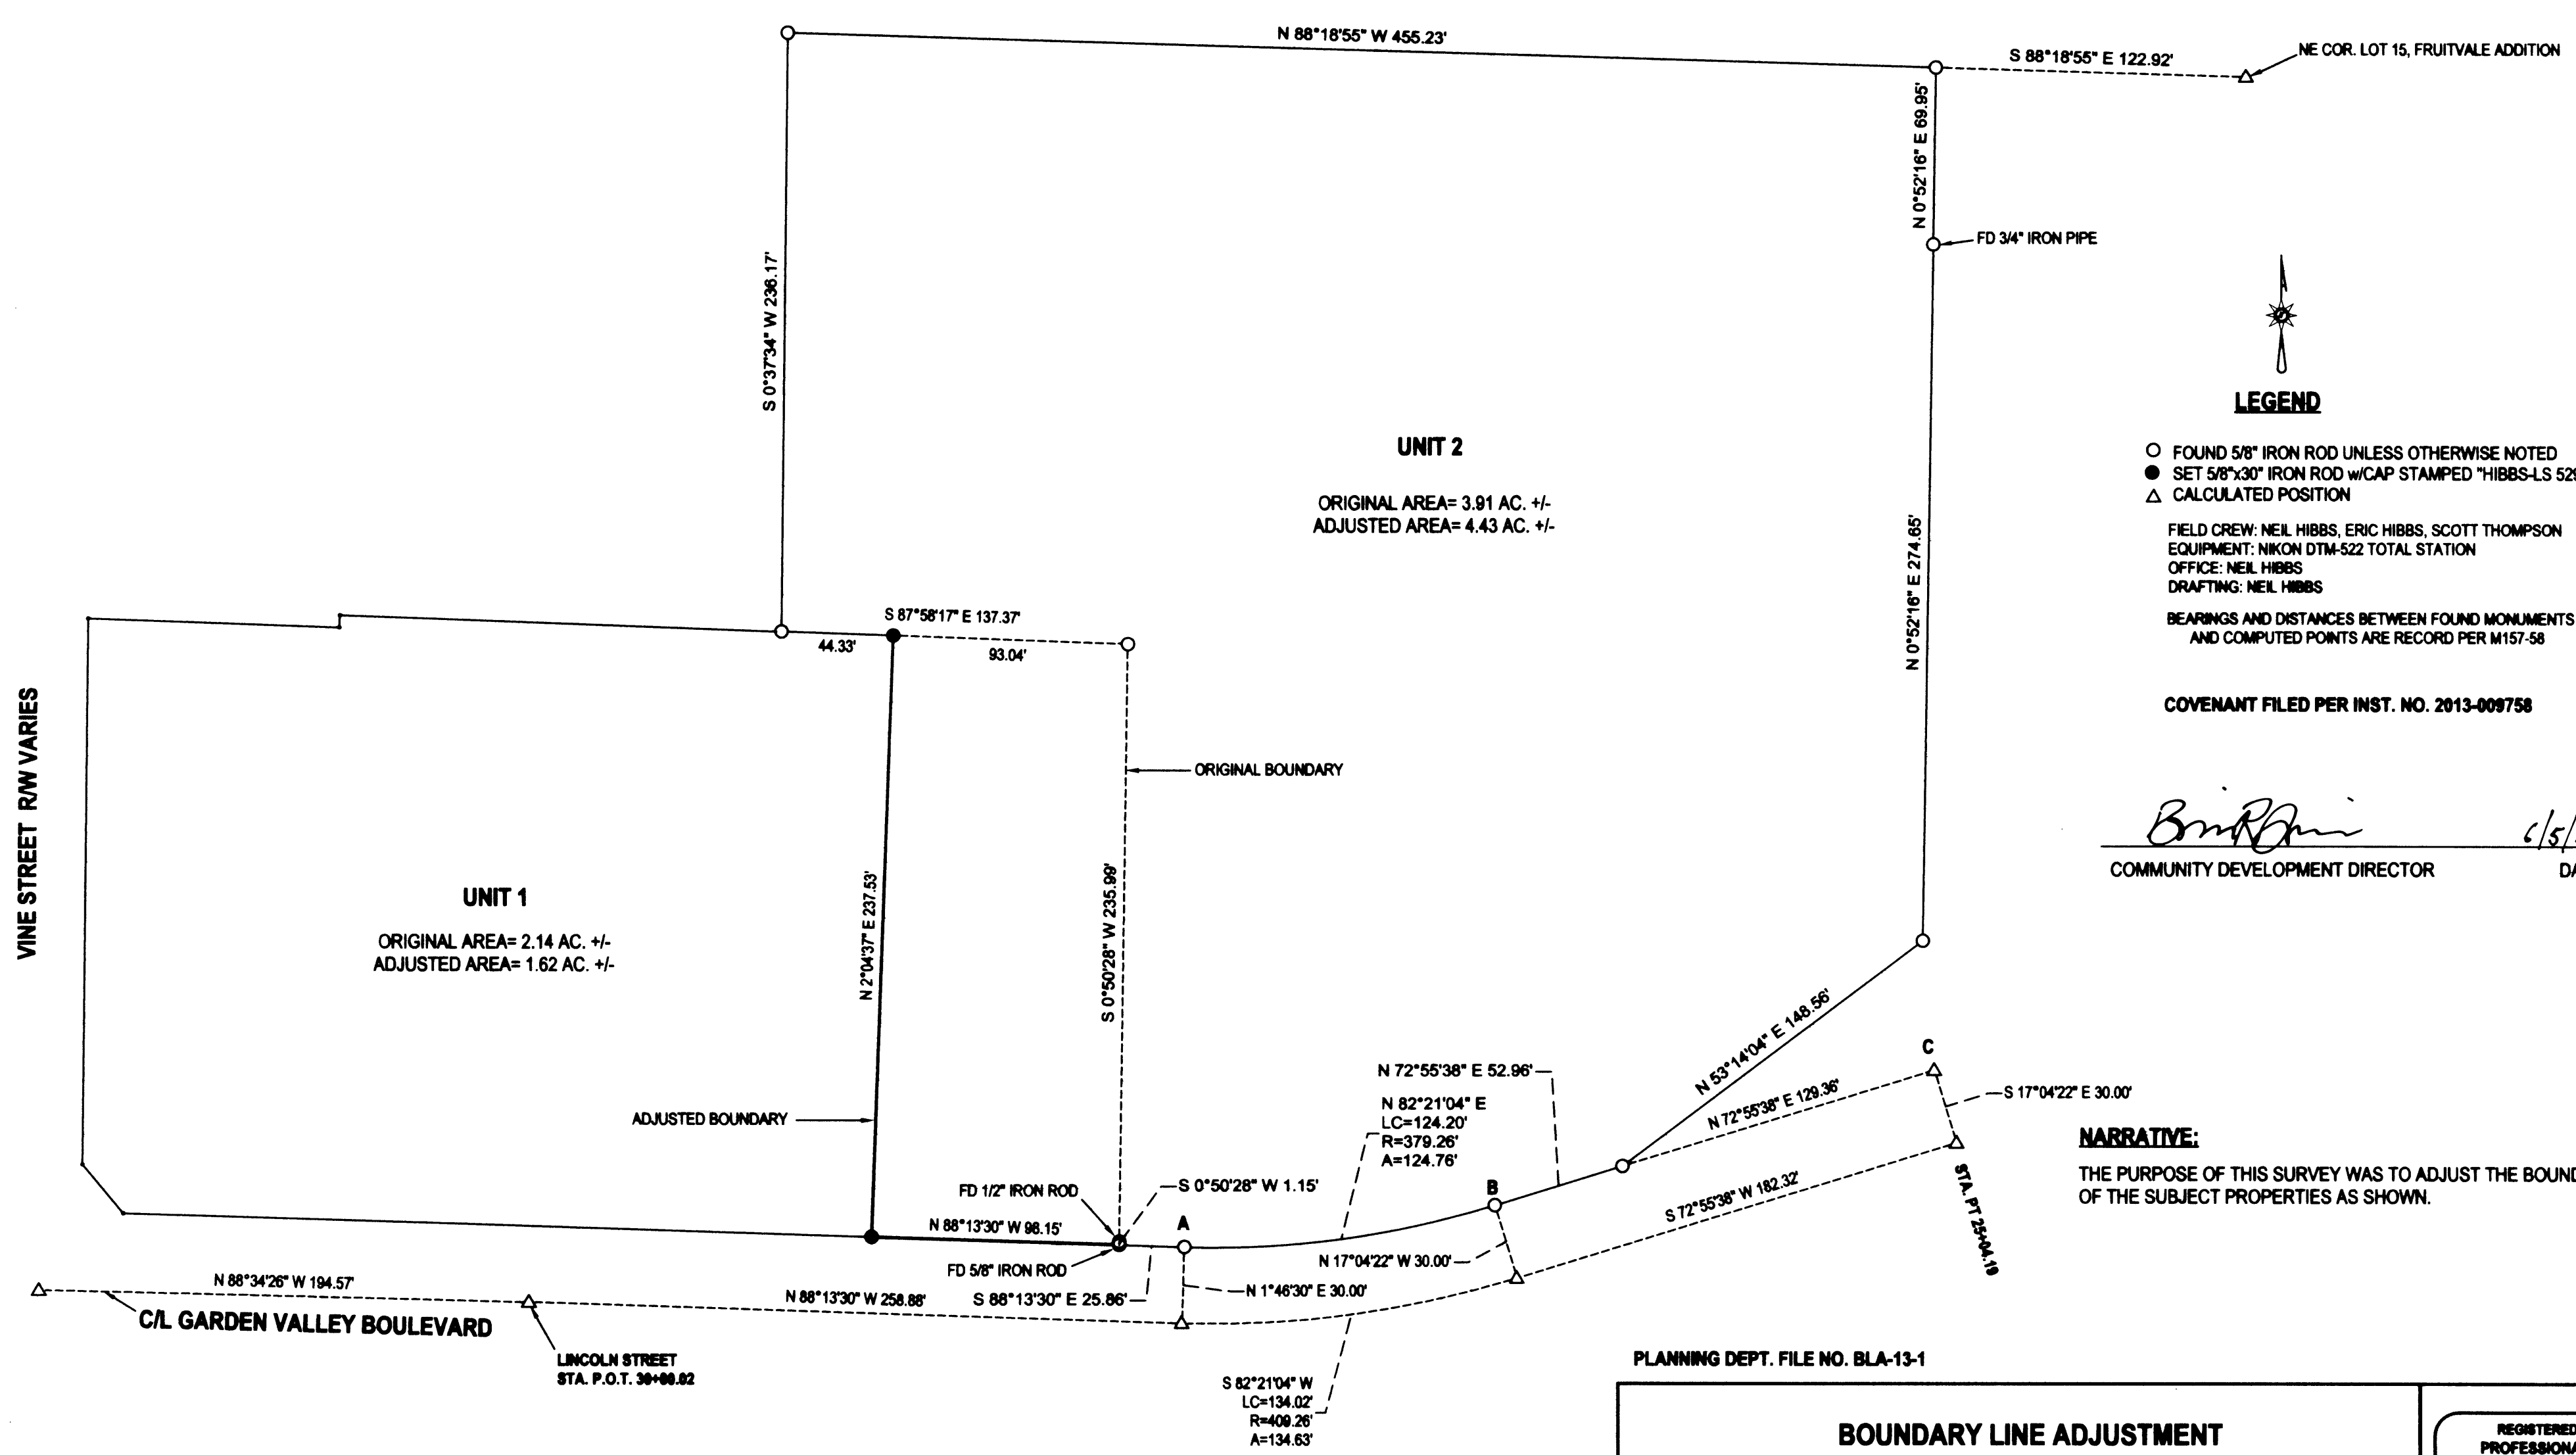 N 88°18'55" W 455.23'
S 88°18'55" E 122.92'
NE COR. LOT 15, FRUITVALE ADDITION
N 0°52'16" E 69.95'
FD 3/4" IRON PIPE
S 0°37'34" W 236.17'
LEGEND
UNIT 2
FOUND 5/8" IRON ROD UNLESS OTHERWISE NOTED
SET 5/8"x30" IRON ROD w/CAP STAMPED "HIBBS-LS 529
CALCULATED POSITION
ORIGINAL AREA= 3.91 AC. +/-
ADJUSTED AREA= 4.43 AC. +/-
FIELD CREW: NEIL HIBBS, ERIC HIBBS, SCOTT THOMPSON
EQUIPMENT: NIKON DTM-522 TOTAL STATION
OFFICE: NEIL HIBBS
DRAFTING: NEIL HIBBS
N 0°52'16" E 274.65'
BEARINGS AND DISTANCES BETWEEN FOUND MONUMENTS
AND COMPUTED POINTS ARE RECORD PER M157-58
S 87°58'17" E 137.37'
44.33'
93.04'
COVENANT FILED PER INST. NO. 2013-009758
VINE STREET R/W VARIES
ORIGINAL BOUNDARY
6/5/
COMMUNITY DEVELOPMENT DIRECTOR
DA
UNIT 1
ORIGINAL AREA= 2.14 AC. +/-
ADJUSTED AREA= 1.62 AC. +/-
N 2°04'37" E 237.53'
S 0°50'28" W 235.99'
ADJUSTED BOUNDARY
N 53°14'04" E 148.56'
C
N 72°55'38" E 52.96'
N 82°21'04" E
LC=124.20'
R=379.26'
A=124.76'
N 72°55'38" E 129.36'
S 17°04'22" E 30.00'
NARRATIVE:
THE PURPOSE OF THIS SURVEY WAS TO ADJUST THE BOUND
OF THE SUBJECT PROPERTIES AS SHOWN.
FD 1/2" IRON ROD
S 0°50'28" W 1.15'
B
A
S 72°55'38" W 182.32'
STA. PT 25+04.19
N 88°13'30" W 98.15'
FD 5/8" IRON ROD
N 17°04'22" W 30.00'
N 88°34'26" W 194.57'
N 88°13'30" W 258.88'
S 88°13'30" E 25.86'
N 1°46'30" E 30.00'
C/L GARDEN VALLEY BOULEVARD
LINCOLN STREET
STA. P.O.T.
S 82°21'04" W
LC=134.02'
R=409.26'
A=134.63'
PLANNING DEPT. FILE NO. BLA-13-1
BOUNDARY LINE ADJUSTMENT
REGISTERED
PROFESSIONA